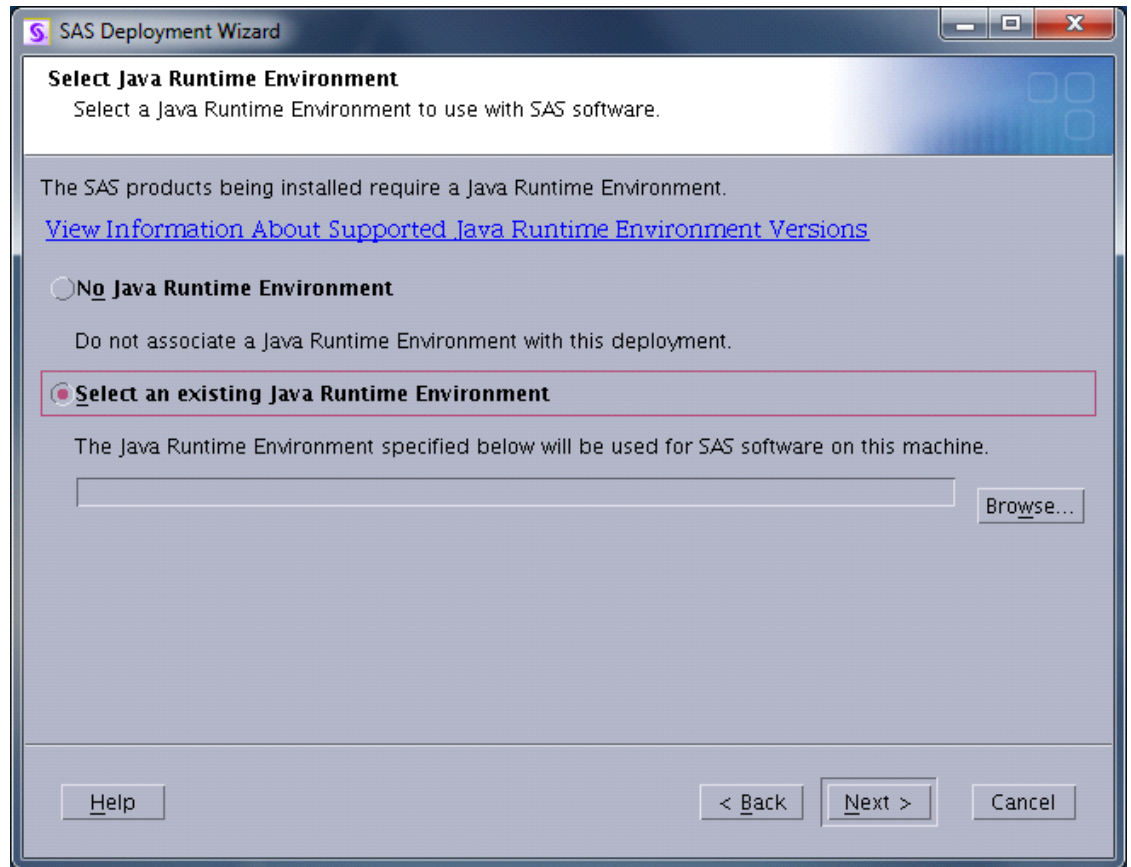 SAS Deployment Wizard
Select Java Runtime Environment
Select a Java Runtime Environment to use with SAS software.
The SAS products being installed require a Java Runtime Environment.
View Information About Supported Java Runtime Environment Versions
No Java Runtime Environment
Do not associate a Java Runtime Environment with this deployment.
Select an existing Java Runtime Environment
The Java Runtime Environment specified below will be used for SAS software on this machine.
Browse...
Help
< Back
Next >
Cancel